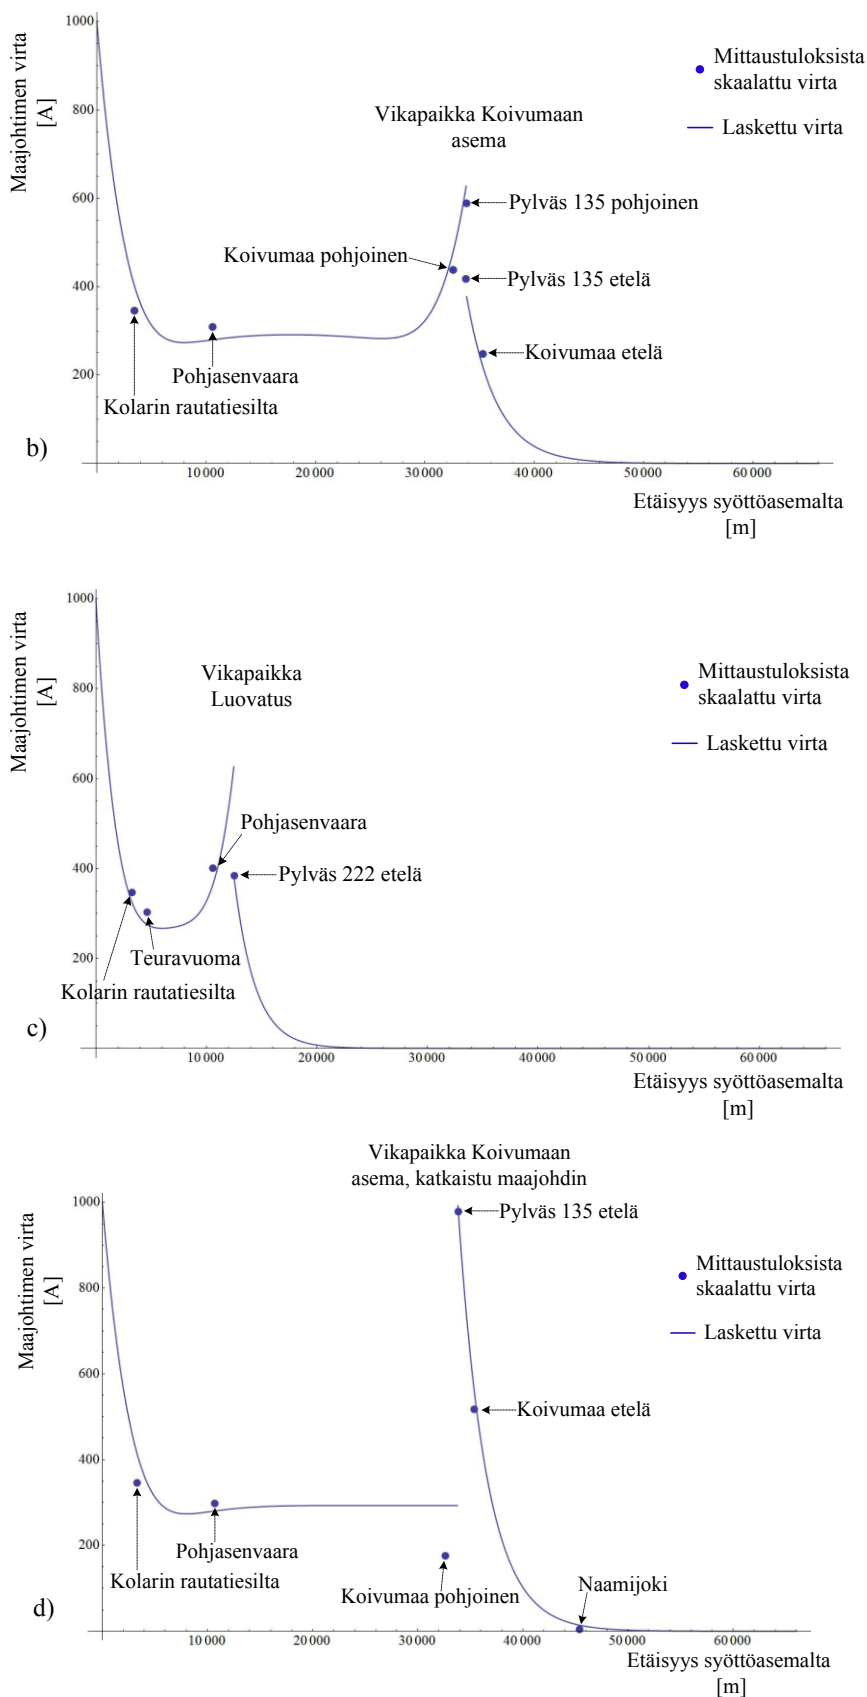 Maajohtimen virta
[A]
1000
800
600
400
200
Mittaustuloksista
skaalattu virta
Laskettu virta
Vikapaikka Koivumaan
asema
Pylväs 135 pohjoinen
Koivumaa pohjoinen
Pylväs 135 etelä
Koivumaa etelä
Pohjasenvaara
Kolarin rautatiesilta
b)
10 000 20 000 30 000 40 000 50 000 60 000
Etäisyys syöttöasemalta
[m]
Maajohtimen virta
[A]
1000
800
600
400
200
Vikapaikka
Luovatus
Mittaustuloksista
skaalattu virta
Laskettu virta
Pohjasenvaara
Pylväs 222 etelä
Teuravuoma
Kolarin rautatiesilta
c)
10 000 20 000 30 000 40 000 50 000 60 000
Etäisyys syöttöasemalta
[m]
Vikapaikka Koivumaan
asema, katkaistu maajohdin
Maajohtimen virta
[A]
1000
800
600
400
200
Pylväs 135 etelä
Mittaustuloksista
skaalattu virta
Laskettu virta
Koivumaa etelä
Pohjasenvaara
Kolarin rautatiesilta
Koivumaa pohjoinen
Naamijoki
d)
10 000 20 000 30 000 40 000 50 000 60 000
Etäisyys syöttöasemalta
[m]